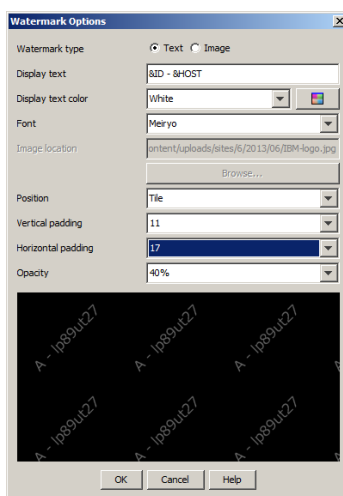 Watermark Options
Watermark type Text Image
Display text &ID - &HOST
Display text color White
Font Meiryo
Image location ontent/uploads/sites/6/2013/06/IBM-logo.jpg
Browse...
Position Tile
Vertical padding 11
Horizontal padding 17
Opacity 40%
A - lp89ut27 A - lp89ut27 A - lp89ut27
A - lp89ut27 A - lp89ut27 A - lp89ut27
OK Cancel Help